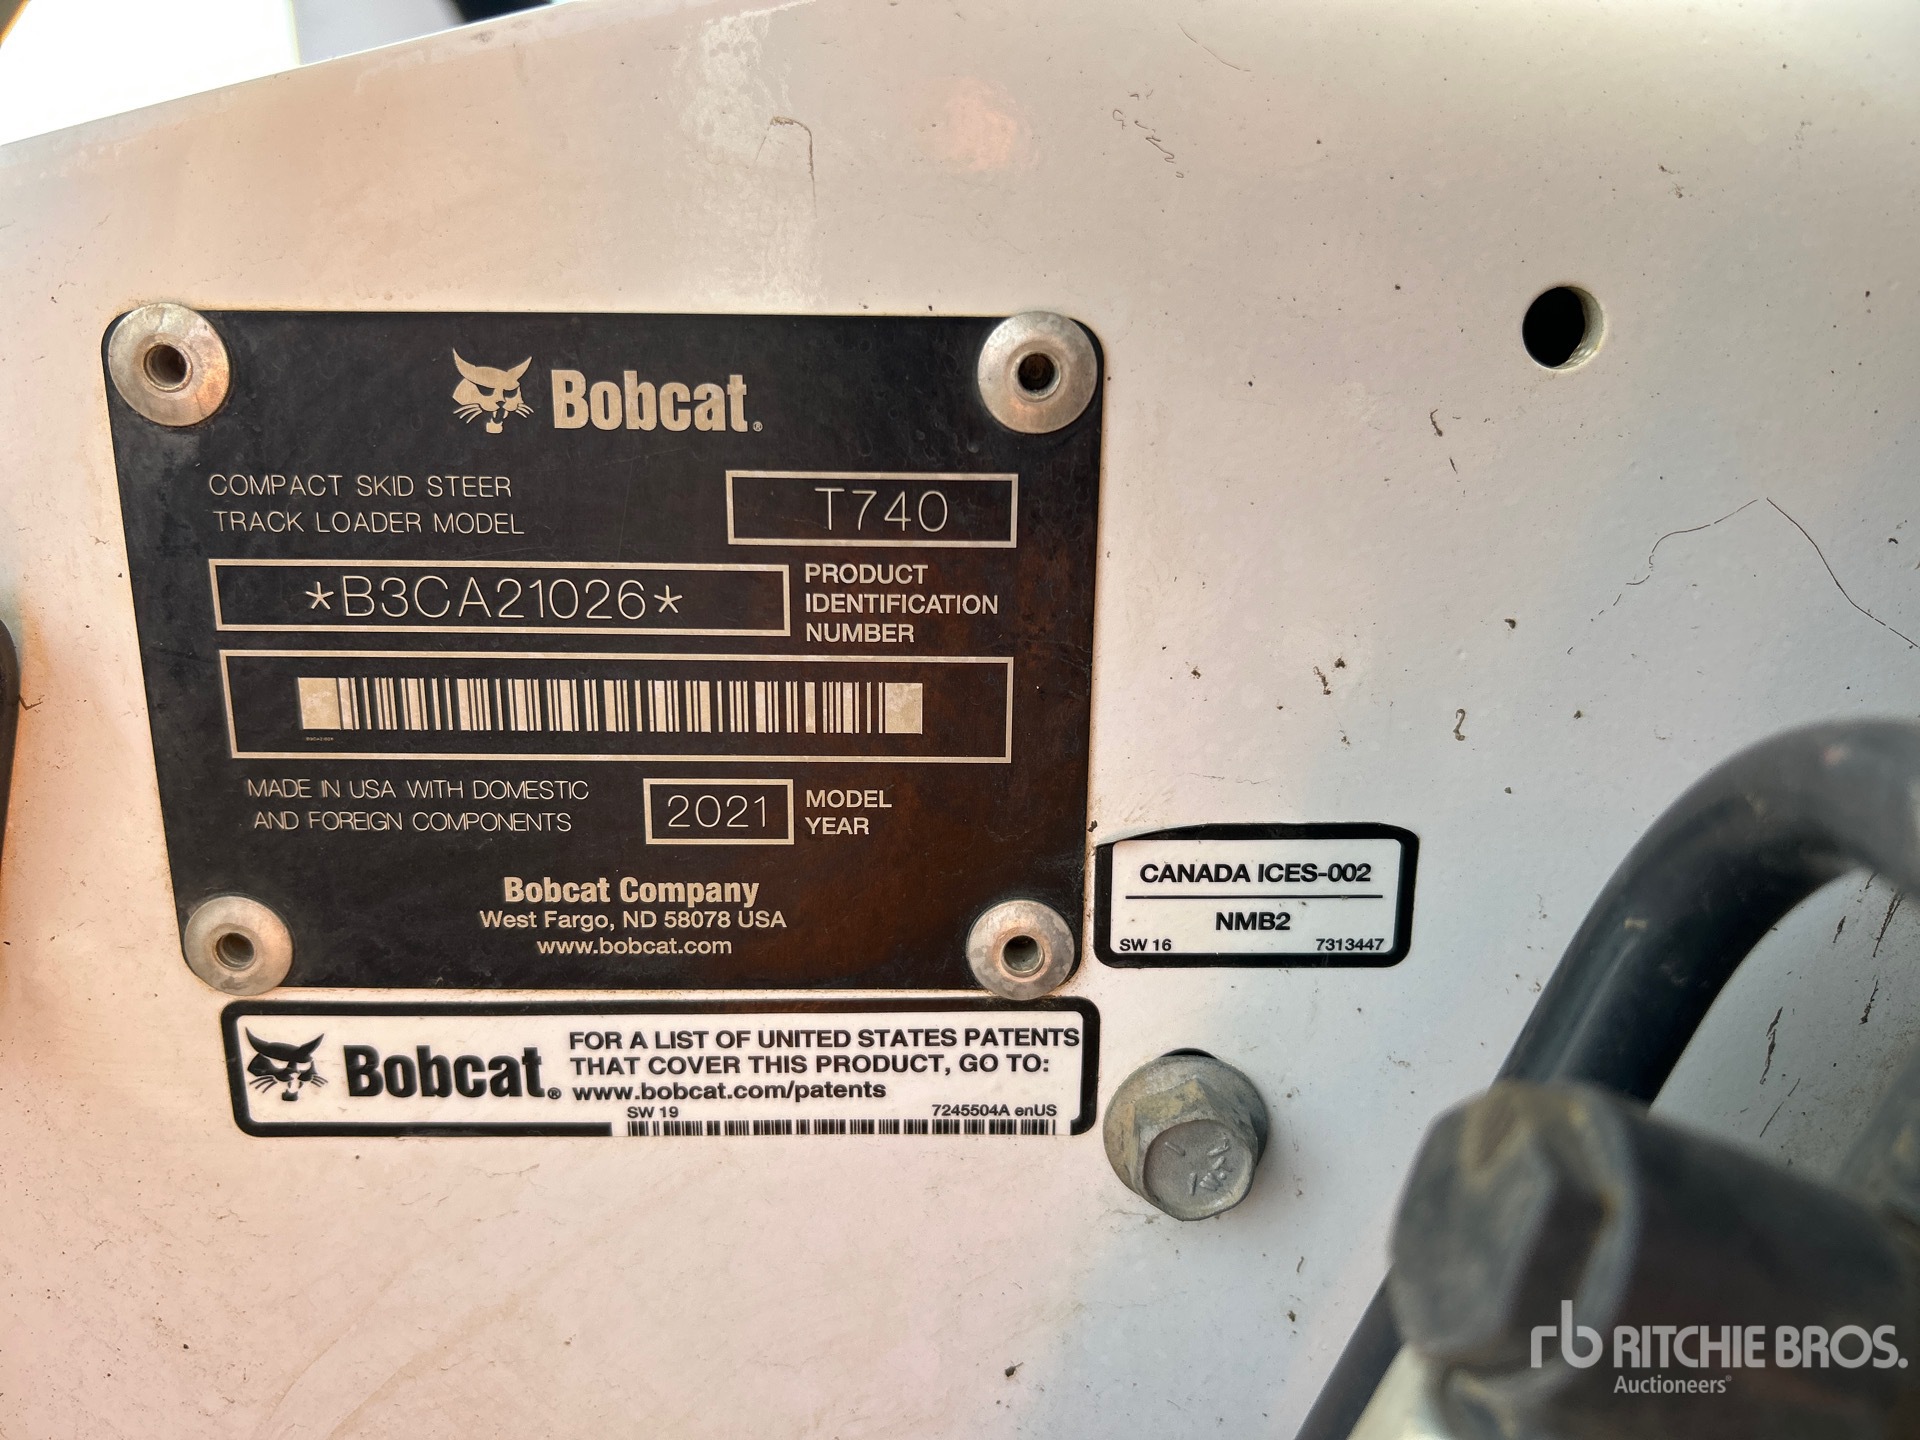 Bobcat®
COMPACT SKID STEER
TRACK LOADER MODEL
T740
*B3CA21026*
PRODUCT
IDENTIFICATION
NUMBER
MADE IN USA WITH DOMESTIC
AND FOREIGN COMPONENTS
2021
MODEL
YEAR
Bobcat Company
West Fargo, ND 58078 USA
www.bobcat.com
CANADA ICES-002
NMB2
SW 16 7313447
Bobcat®
FOR A LIST OF UNITED STATES PATENTS
THAT COVER THIS PRODUCT, GO TO:
www.bobcat.com/patents
SW 19 7245504A enUS
rb RITCHIE BROS.
Auctioneers®